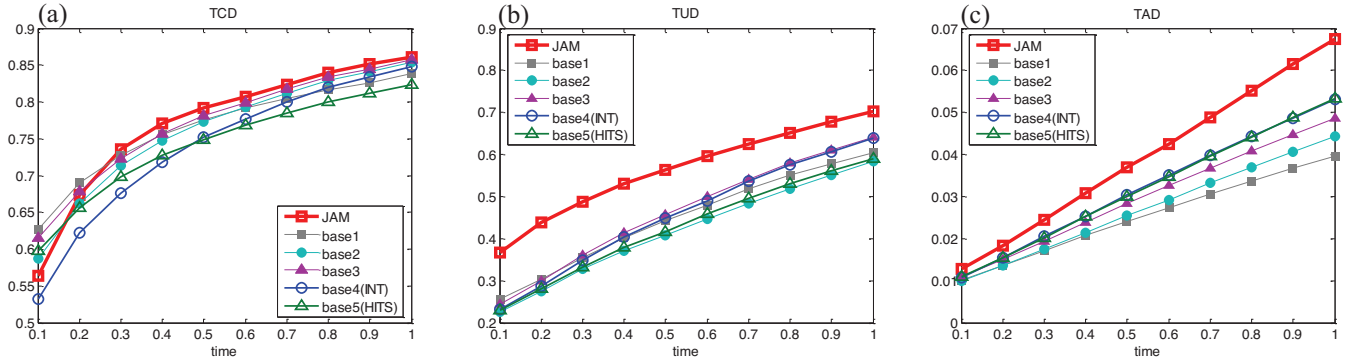 (a) TCD
0.9
0.85
0.8
0.75
0.7
0.65
0.6
0.55
0.5
0.1 0.2 0.3 0.4 0.5 0.6 0.7 0.8 0.9 1
time
JAM
base1
base2
base3
base4(INT)
base5(HITS)
(b) TUD
0.9
0.8
0.7
0.6
0.5
0.4
0.3
0.2
0.1 0.2 0.3 0.4 0.5 0.6 0.7 0.8 0.9 1
time
JAM
base1
base2
base3
base4(INT)
base5(HITS)
(c) TAD
0.07
0.06
0.05
0.04
0.03
0.02
0.01
0
0.1 0.2 0.3 0.4 0.5 0.6 0.7 0.8 0.9 1
time
JAM
base1
base2
base3
base4(INT)
base5(HITS)